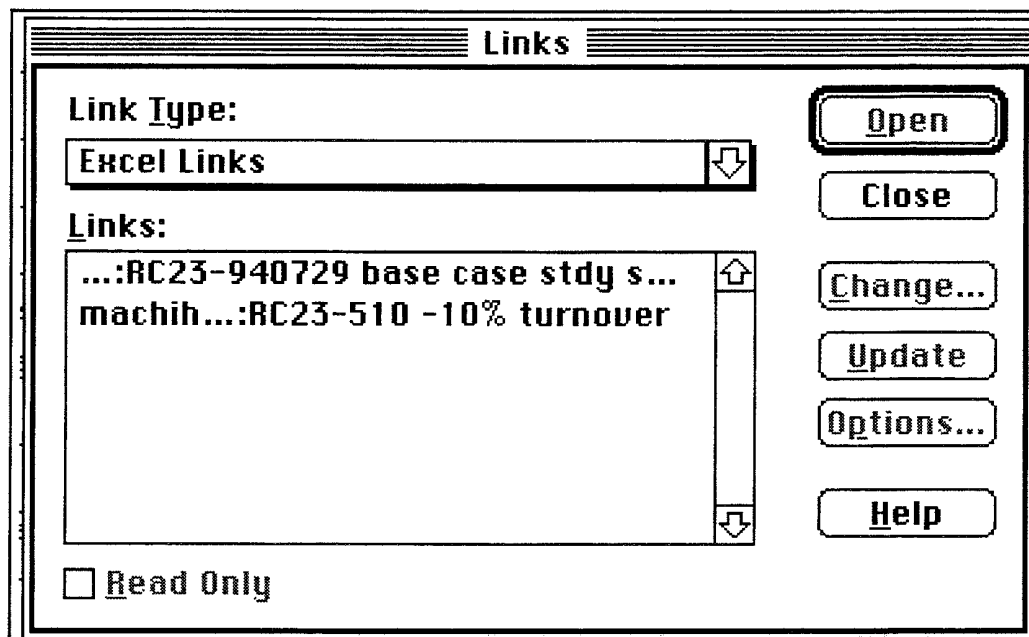 Links
Link Type:
Excel Links
Links:
...:RC23-940729 base case stdy s...
machih...:RC23-510 -10% turnover
Read Only
Open
Close
Change...
Update
Options...
Help